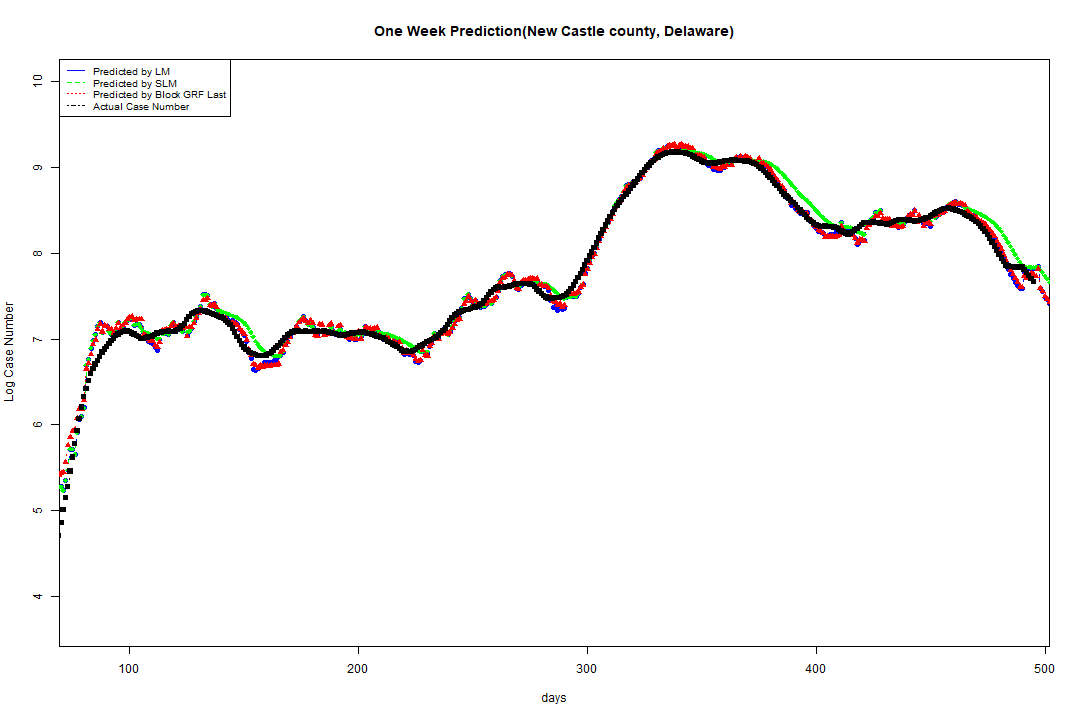 One Week Prediction(New Castle county, Delaware)
Predicted by LM
Predicted by SLM
Predicted by Block GRF Last
Actual Case Number
10
9
8
7
6
5
4
Log Case Number
100 200 300 400 500
days